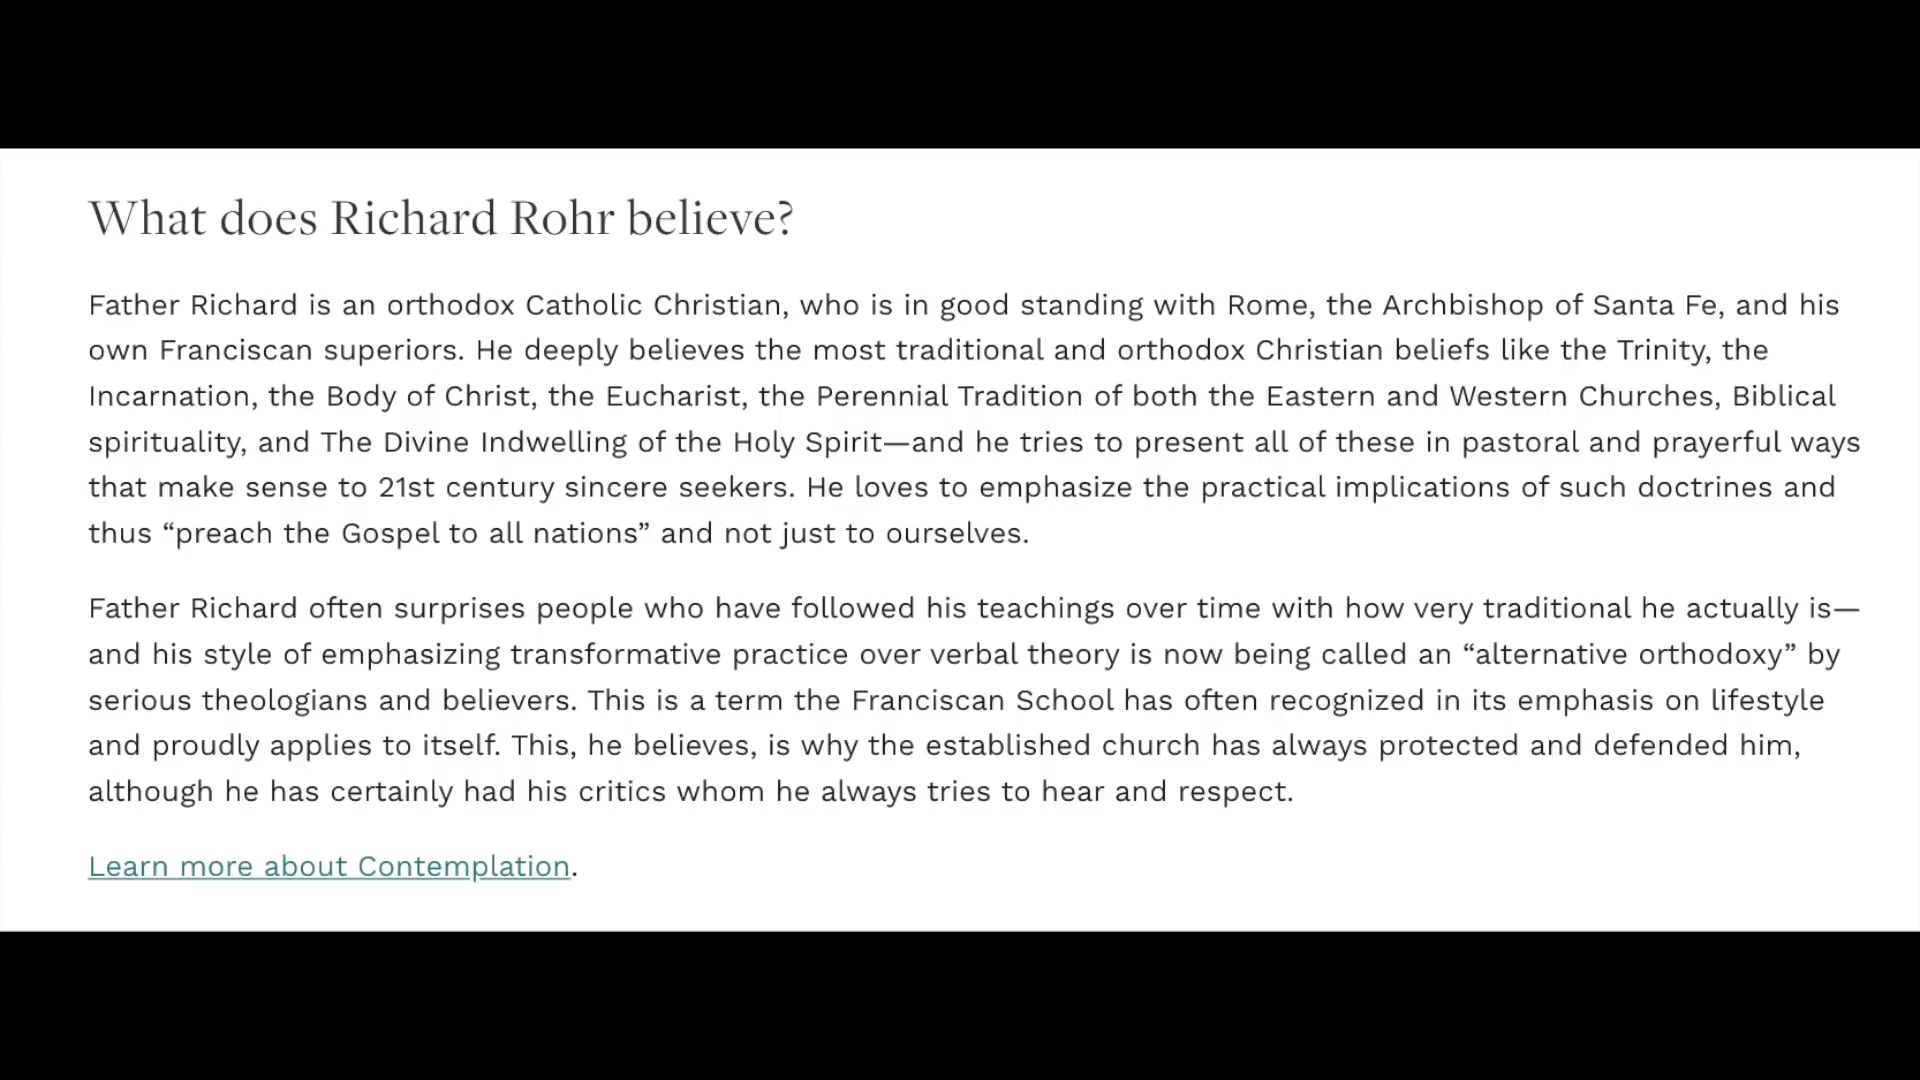 What does Richard Rohr believe?
Father Richard is an orthodox Catholic Christian, who is in good standing with Rome, the Archbishop of Santa Fe, and his
own Franciscan superiors. He deeply believes the most traditional and orthodox Christian beliefs like the Trinity, the
Incarnation, the Body of Christ, the Eucharist, the Perennial Tradition of both the Eastern and Western Churches, Biblical
spirituality, and The Divine Indwelling of the Holy Spirit—and he tries to present all of these in pastoral and prayerful ways
that make sense to 21st century sincere seekers. He loves to emphasize the practical implications of such doctrines and
thus “preach the Gospel to all nations” and not just to ourselves.
Father Richard often surprises people who have followed his teachings over time with how very traditional he actually is—
and his style of emphasizing transformative practice over verbal theory is now being called an “alternative orthodoxy” by
serious theologians and believers. This is a term the Franciscan School has often recognized in its emphasis on lifestyle
and proudly applies to itself. This, he believes, is why the established church has always protected and defended him,
although he has certainly had his critics whom he always tries to hear and respect.
Learn more about Contemplation.